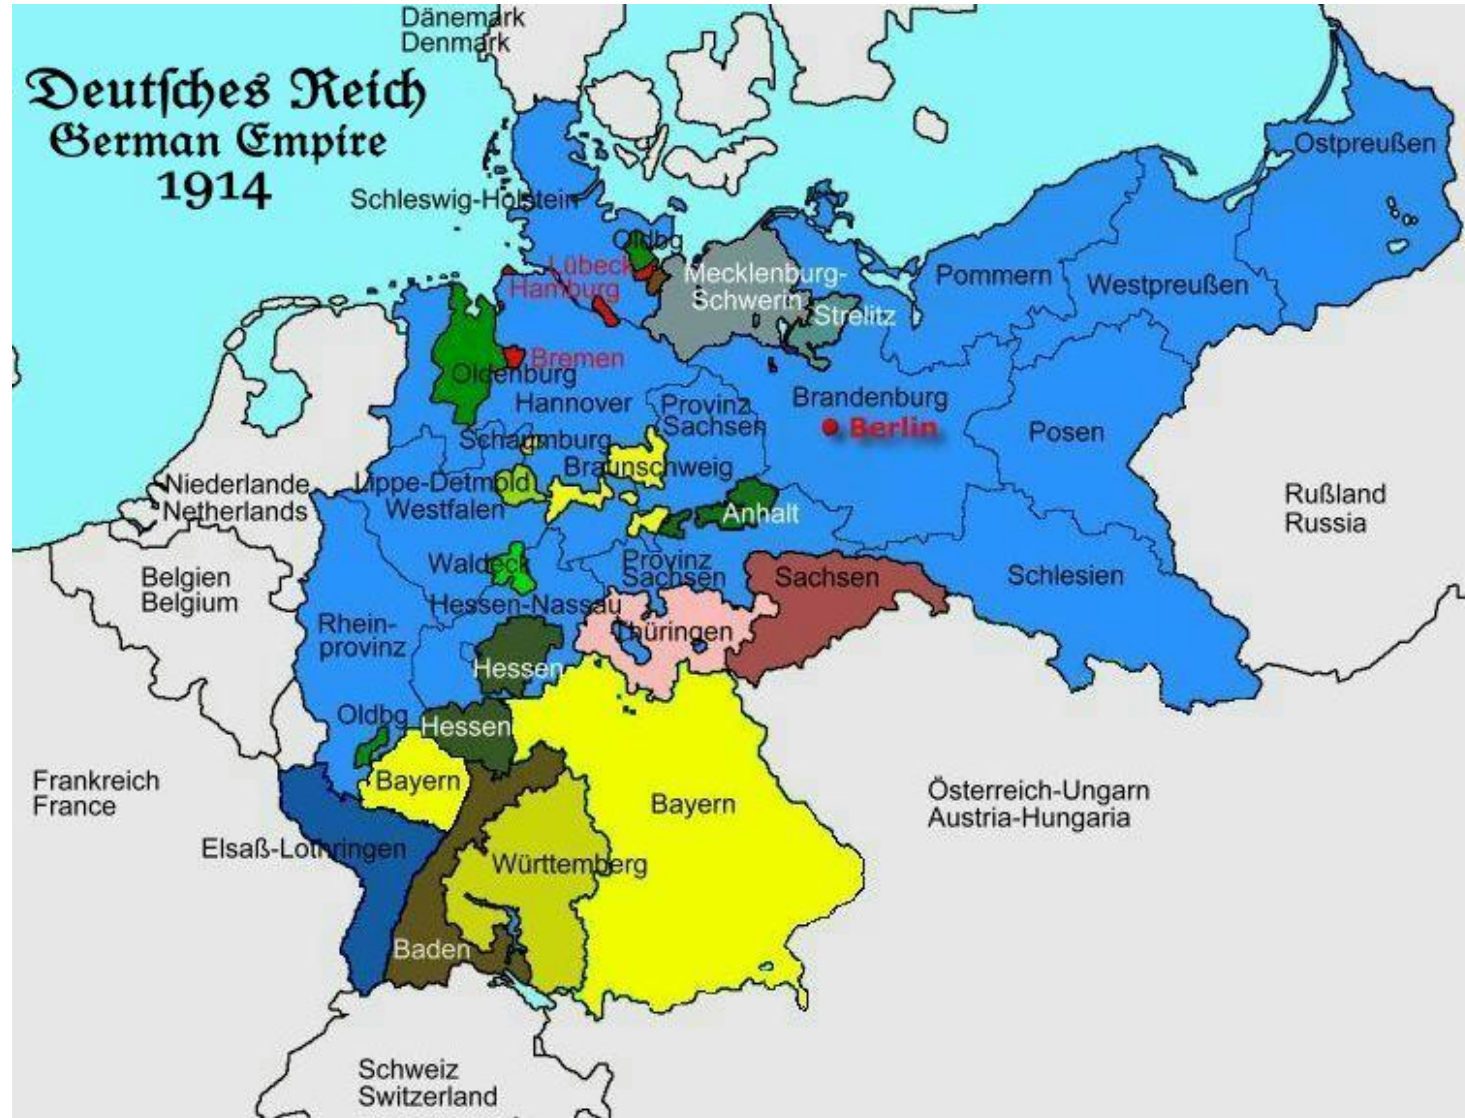 Dänemark
Denmark
Deutſches Reich
German Empire
1914
Ostpreußen
Schleswig-Holstein
Oldbg
Lübeck
Hamburg
Mecklenburg-
Schwerin
Strelitz
Pommern
Westpreußen
Bremen
Oldenburg
Hannover
Provinz
Sachsen
Brandenburg
Berlin
Posen
Schaumburg
Braunschweig
Lippe-Detmold
Westfalen
Niederlande
Netherlands
Anhalt
Rußland
Russia
Belgien
Belgium
Waldeck
Provinz
Sachsen
Sachsen
Schlesien
Hessen-Nassau
Rhein-
provinz
Thüringen
Hessen
Oldbg
Hessen
Frankreich
France
Bayern
Bayern
Österreich-Ungarn
Austria-Hungaria
Elsaß-Lothringen
Württemberg
Baden
Schweiz
Switzerland